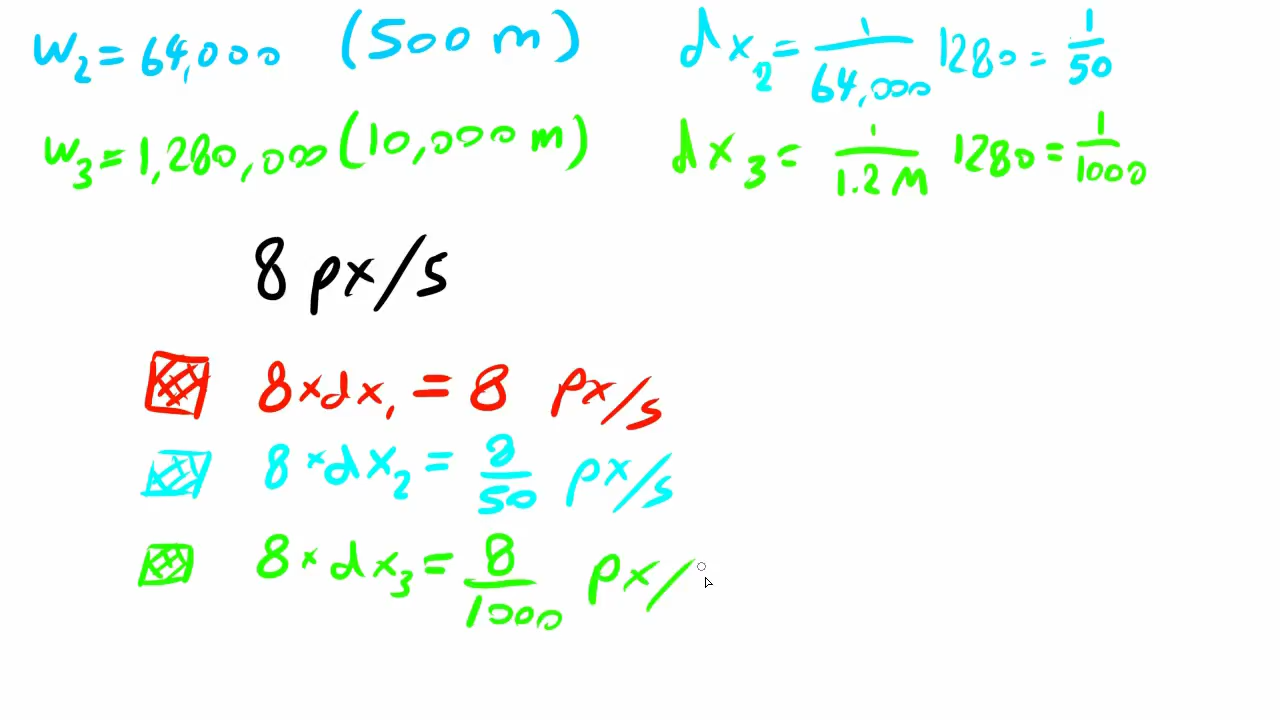 w₂ = 64,000 (500 m) dx₂ = 1/64,000 1280 = 1/50
w₃ = 1,280,000 (10,000 m) dx₃ = 1/1.2 M 1280 = 1/1000
8 px/s
8 × dx₁ = 8 px/s
8 × dx₂ = 8/50 px/s
8 × dx₃ = 8/1000 px/